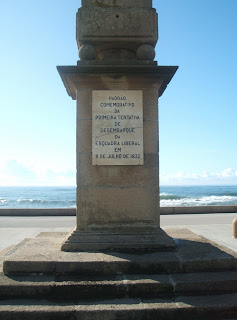 PADRÃO
COMEMORATIVO
DA
PRIMEIRA TENTATIVA
DE
DESEMBARQUE
DA
ESQUADRA LIBERAL
EM
8 DE JULHO DE 1832